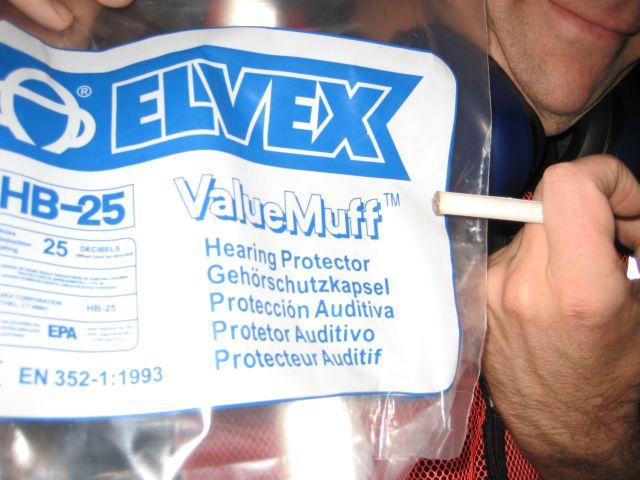 ® ELVEX
HB-25
ValueMuff™
Hearing Protector
Gehörschutzkapsel
Protección Auditiva
Protetor Auditivo
Protecteur Auditif
25 DECIBELS
HB-25
EPA
EN 352-1:1993